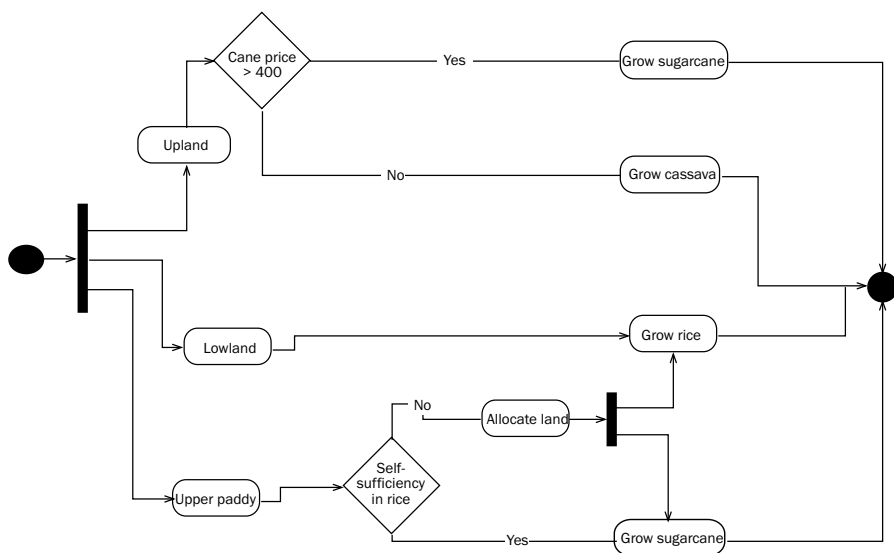 Cane price
> 400
Yes
Grow sugarcane
Upland
No
Grow cassava
Lowland
Grow rice
No
Allocate land
Self-
sufficiency
in rice
Upper paddy
Yes
Grow sugarcane